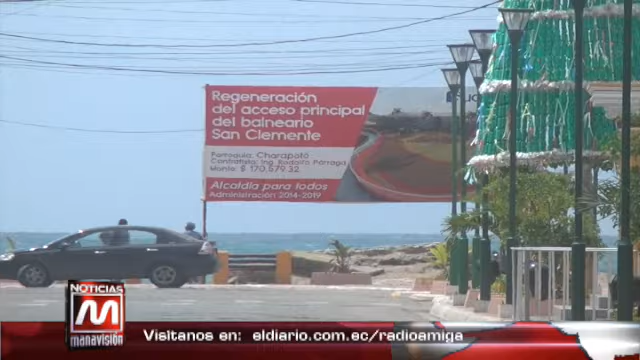 Regeneración
del acceso principal
del balneario
San Clemente
Parroquia: Charapotó
Contratista: Ing. Rodolfo Párraga
Monto: $ 170,579.32
Alcaldía para todos
Administración 2014-2019
NOTICIAS
M
MANAVISIÓN
Visítanos en: eldiario.com.ec/radioamiga